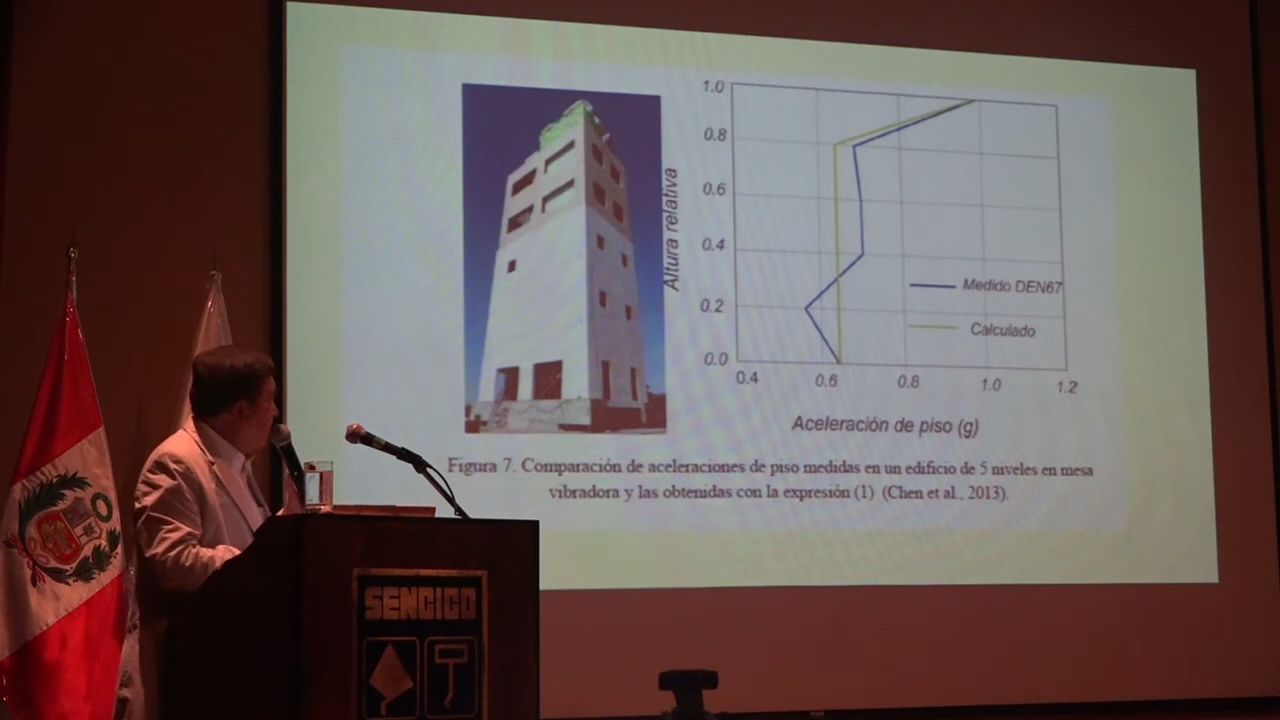 1.0
0.8
0.6
0.4
0.2
0.0
Altura relativa
Medido DEN67
Calculado
0.4 0.6 0.8 1.0 1.2
Aceleración de piso (g)
Figura 7. Comparación de aceleraciones de piso medidas en un edificio de 5 niveles en mesa
vibradora y las obtenidas con la expresión (1) (Chen et al., 2013).
SENCICO